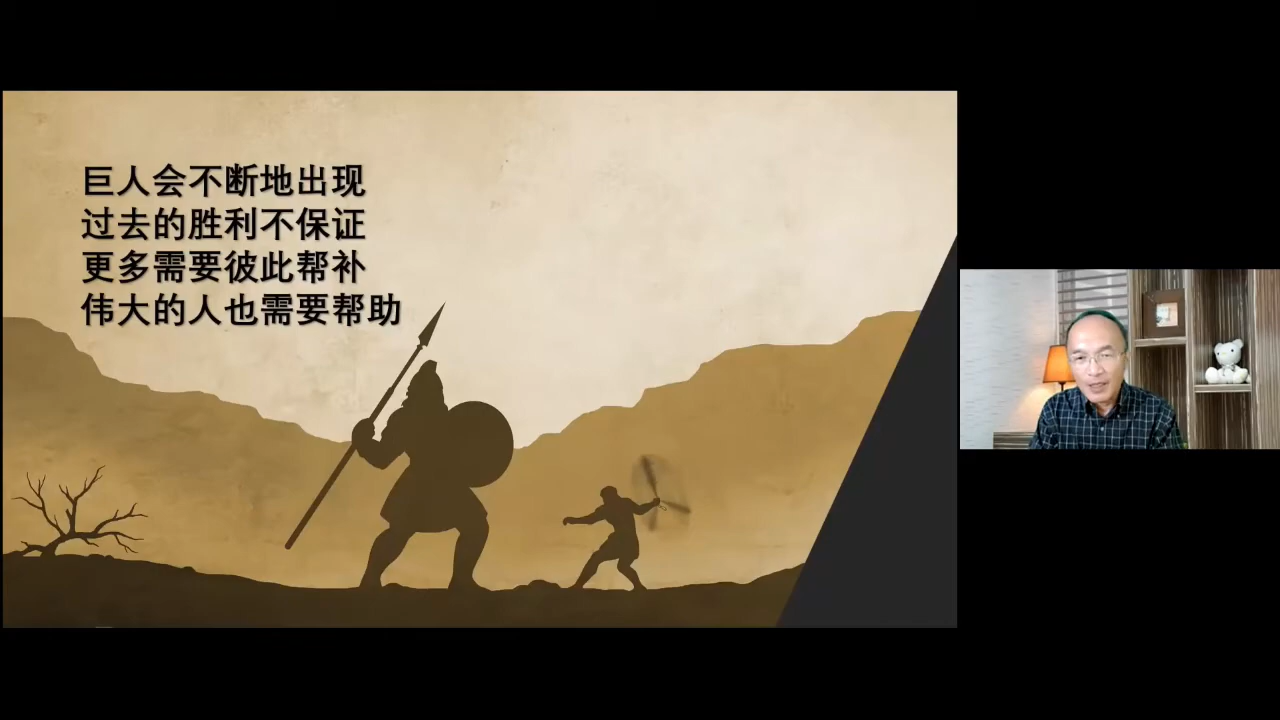 巨人会不断地出现
过去的胜利不保证
更多需要彼此帮补
伟大的人也需要帮助